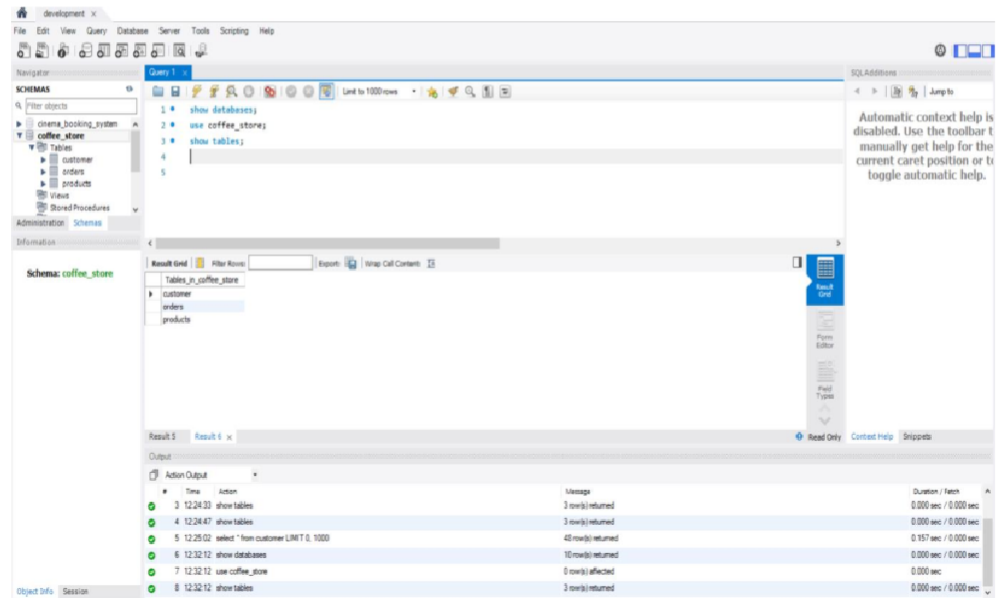 development ×
File Edit View Query Database Server Tools Scripting Help
Navigator
SCHEMAS
Filter objects
cinema_booking_system
coffee_store
Tables
customer
orders
products
Views
Stored Procedures
Administration Schemas
Information
Schema: coffee_store
Object Info Session
Query 1 ×
Limit to 1000 rows
1 show databases;
2 use coffee_store;
3 show tables;
4
5
Result Grid Filter Rows: Export: Wrap Cell Content:
Tables_in_coffee_store
customer
orders
products
Result Grid
Form Editor
Field Types
Result 5 Result 6 × Read Only
SQLAdditions
Jump to
Automatic context help is
disabled. Use the toolbar t
manually get help for the
current caret position or to
toggle automatic help.
Context Help Snippets
Output
Action Output
# Time Action Message Duration / Fetch
3 12:24:33 show tables 3 row(s) returned 0.000 sec / 0.000 sec
4 12:24:47 show tables 3 row(s) returned 0.000 sec / 0.000 sec
5 12:25:02 select * from customer LIMIT 0, 1000 48 row(s) returned 0.157 sec / 0.000 sec
6 12:32:12 show databases 10 row(s) returned 0.000 sec / 0.000 sec
7 12:32:12 use coffee_store 0 row(s) affected 0.000 sec
8 12:32:12 show tables 3 row(s) returned 0.000 sec / 0.000 sec